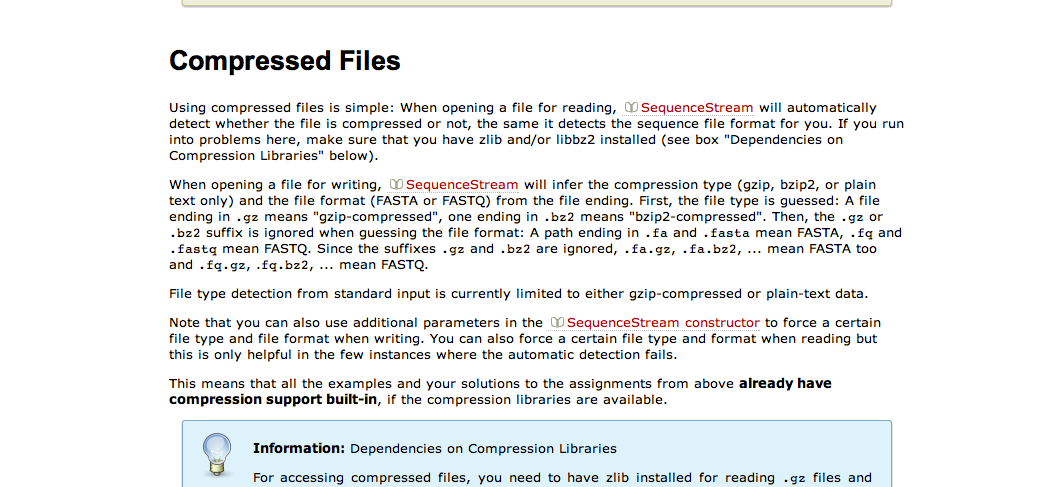 Compressed Files
Using compressed files is simple: When opening a file for reading, SequenceStream will automatically
detect whether the file is compressed or not, the same it detects the sequence file format for you. If you run
into problems here, make sure that you have zlib and/or libbz2 installed (see box "Dependencies on
Compression Libraries" below).
When opening a file for writing, SequenceStream will infer the compression type (gzip, bzip2, or plain
text only) and the file format (FASTA or FASTQ) from the file ending. First, the file type is guessed: A file
ending in .gz means "gzip-compressed", one ending in .bz2 means "bzip2-compressed". Then, the .gz or
.bz2 suffix is ignored when guessing the file format: A path ending in .fa and .fasta mean FASTA, .fq and
.fastq mean FASTQ. Since the suffixes .gz and .bz2 are ignored, .fa.gz, .fa.bz2, ... mean FASTA too
and .fq.gz, .fq.bz2, ... mean FASTQ.
File type detection from standard input is currently limited to either gzip-compressed or plain-text data.
Note that you can also use additional parameters in the SequenceStream constructor to force a certain
file type and file format when writing. You can also force a certain file type and format when reading but
this is only helpful in the few instances where the automatic detection fails.
This means that all the examples and your solutions to the assignments from above already have
compression support built-in, if the compression libraries are available.
Information: Dependencies on Compression Libraries
For accessing compressed files, you need to have zlib installed for reading .gz files and